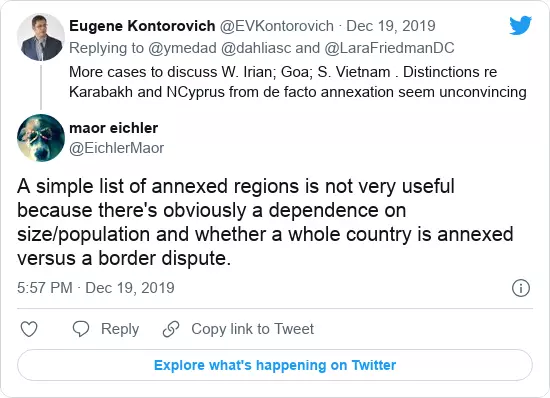 Eugene Kontorovich @EVKontorovich · Dec 19, 2019
Replying to @ymedad @dahliasc and @LaraFriedmanDC
More cases to discuss W. Irian; Goa; S. Vietnam . Distinctions re
Karabakh and NCyprus from de facto annexation seem unconvincing
maor eichler
@EichlerMaor
A simple list of annexed regions is not very useful
because there's obviously a dependence on
size/population and whether a whole country is annexed
versus a border dispute.
5:57 PM · Dec 19, 2019
Reply
Copy link to Tweet
Explore what's happening on Twitter